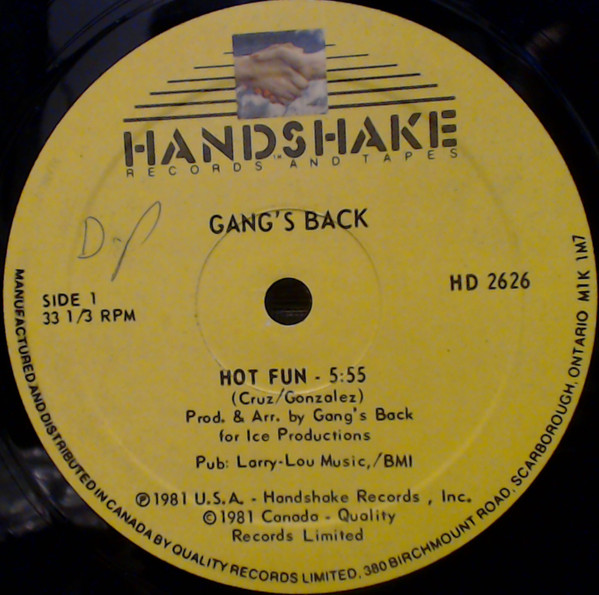 HANDSHAKE
RECORDS AND TAPES
GANG'S BACK
HD 2626
SIDE 1
33 1/3 RPM
HOT FUN - 5:55
(Cruz/Gonzalez)
Prod. & Arr. by Gang's Back
for Ice Productions
Pub: Larry-Lou Music,/BMI
℗1981 U.S.A. - Handshake Records , Inc.
©1981 Canada - Quality
Records Limited
MANUFACTURED AND DISTRIBUTED IN CANADA BY QUALITY RECORDS LIMITED, 380 BIRCHMOUNT ROAD, SCARBOROUGH, ONTARIO M1K 1M7